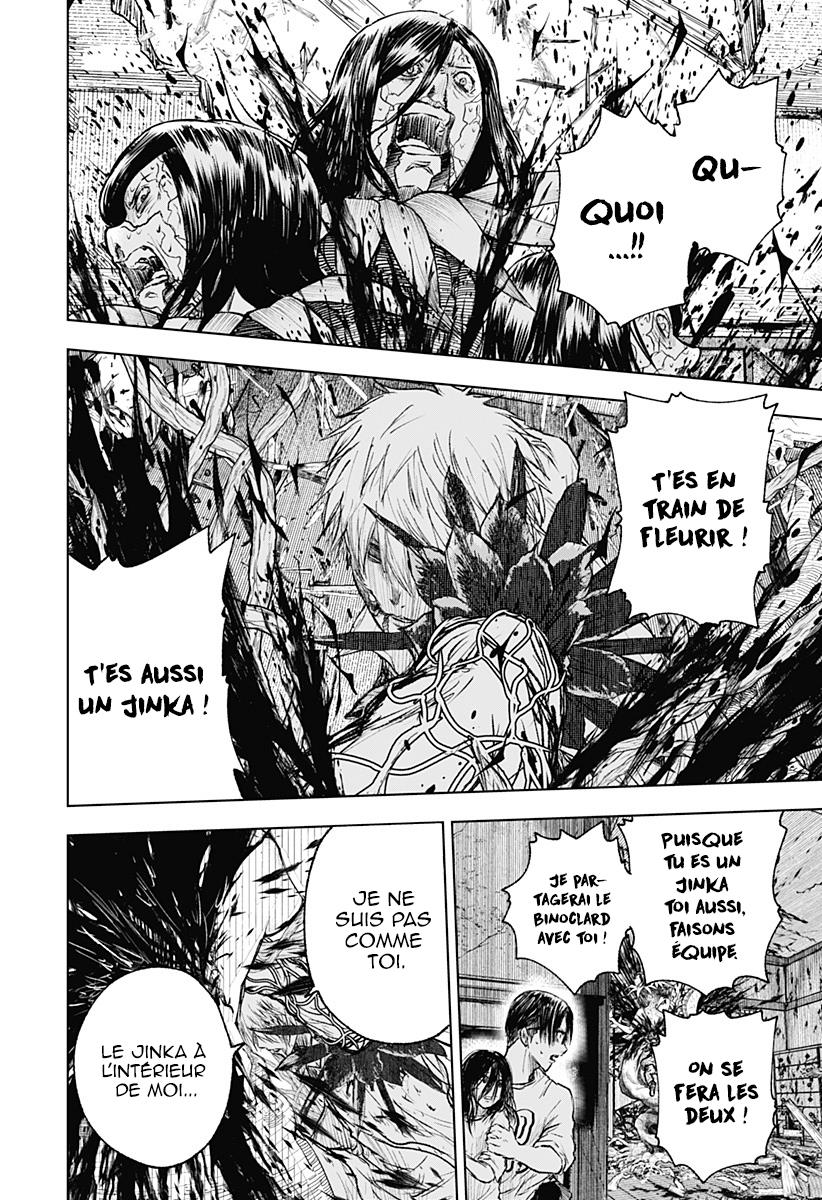 QU-
QUOI
...!!
T'ES EN
TRAIN DE
FLEURIR !
T'ES AUSSI
UN JINKA !
PUISQUE
TU ES UN
JINKA
TOI AUSSI,
FAISONS
ÉQUIPE.
JE PAR-
TAGERAI LE
BINOCLARD
AVEC TOI !
ON SE
FERA LES
DEUX !
JE NE
SUIS PAS
COMME
TOI.
LE JINKA À
L'INTÉRIEUR
DE MOI...